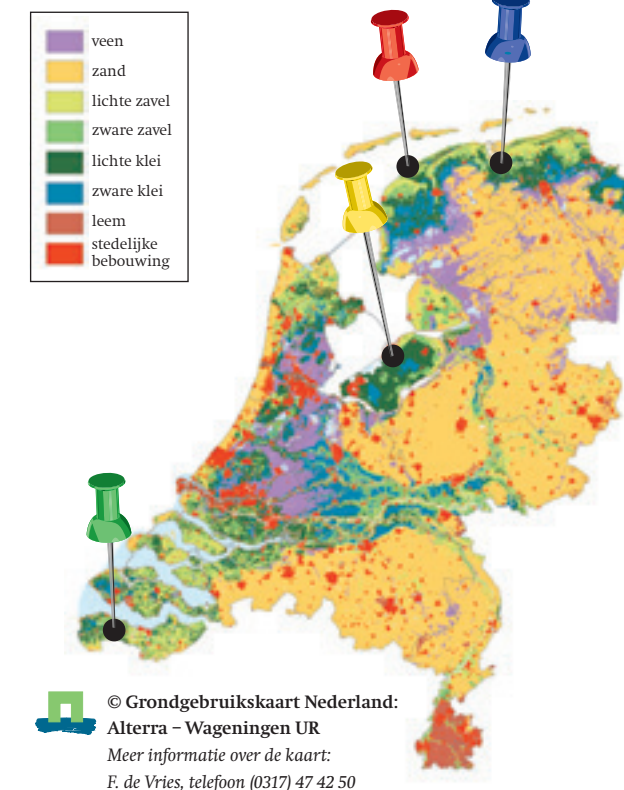 veen
zand
lichte zavel
zware zavel
lichte klei
zware klei
leem
stedelijke
bebouwing
© Grondgebruikskaart Nederland:
Alterra – Wageningen UR
Meer informatie over de kaart:
F. de Vries, telefoon (0317) 47 42 50